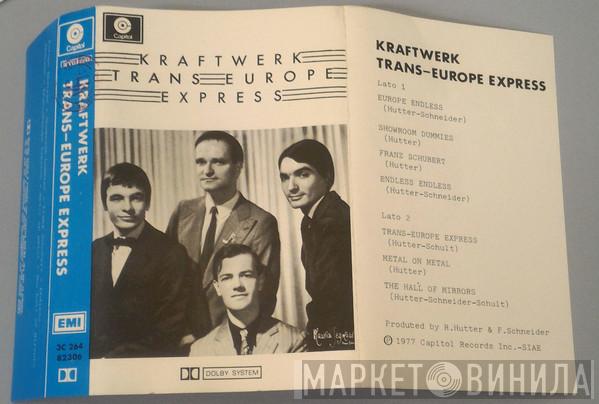 Capitol
KRAFTWERK
TRANS-EUROPE EXPRESS
EMI
3C 264
82306
Capitol
KRAFTWERK
TRANS EUROPE
EXPRESS
DOLBY SYSTEM
KRAFTWERK
TRANS-EUROPE EXPRESS
Lato 1
EUROPE ENDLESS
(Hutter-Schneider)
SHOWROOM DUMMIES
(Hutter)
FRANZ SCHUBERT
(Hutter)
ENDLESS ENDLESS
(Hutter-Schneider)
Lato 2
TRANS-EUROPE EXPRESS
(Hutter-Schult)
METAL ON METAL
(Hutter)
THE HALL OF MIRRORS
(Hutter-Schneider-Schult)
Produted by R.Hutter & F.Schneider
℗ 1977 Capitol Records Inc.-SIAE
МАРКЕТ ВИНИЛА